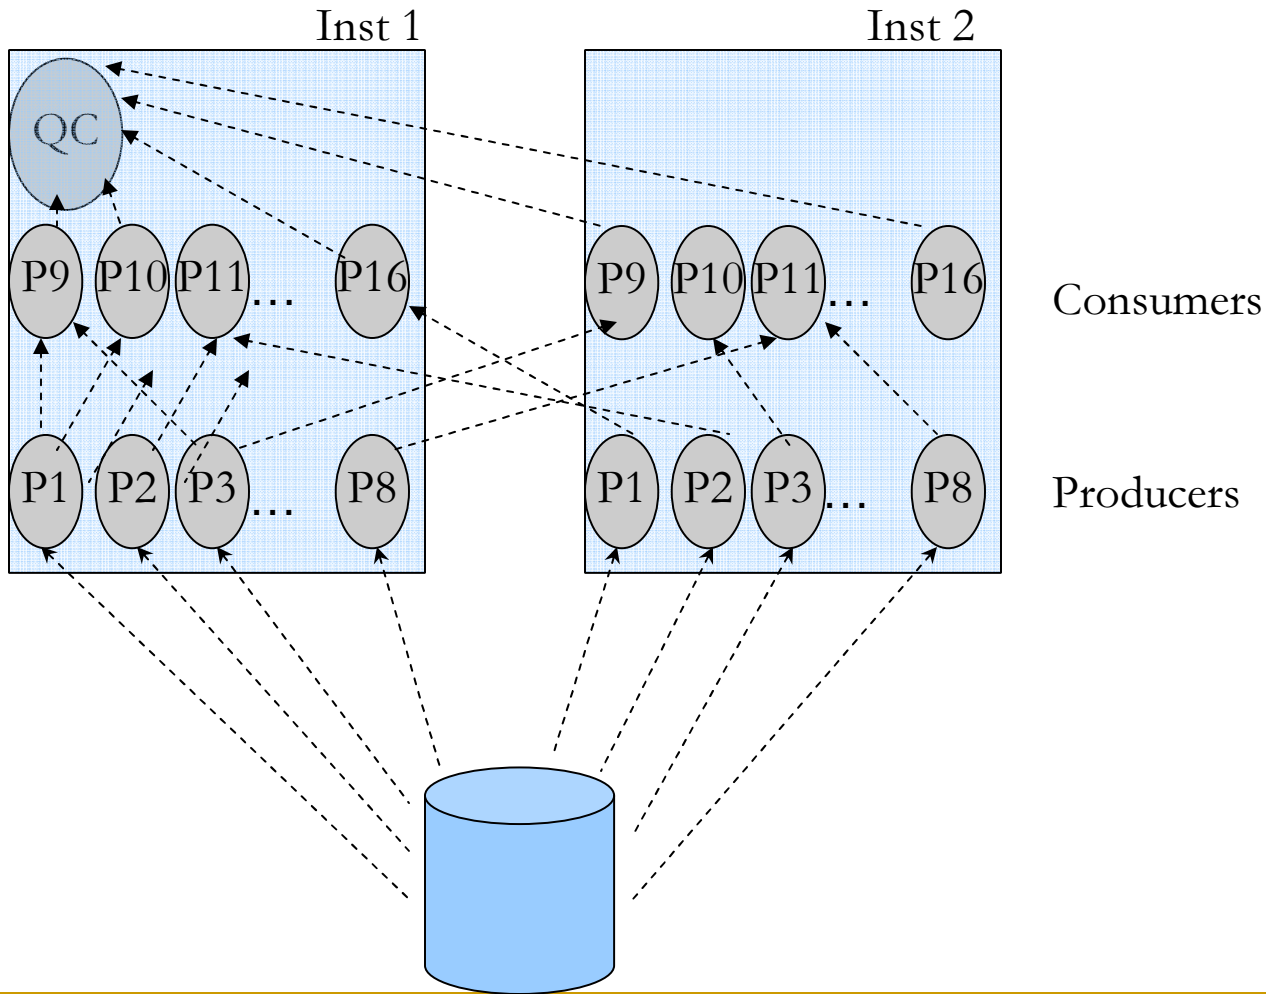 Inst 1
Inst 2
QC
P9 P10 P11 ... P16
P9 P10 P11 ... P16
Consumers
P1 P2 P3 ... P8
P1 P2 P3 ... P8
Producers